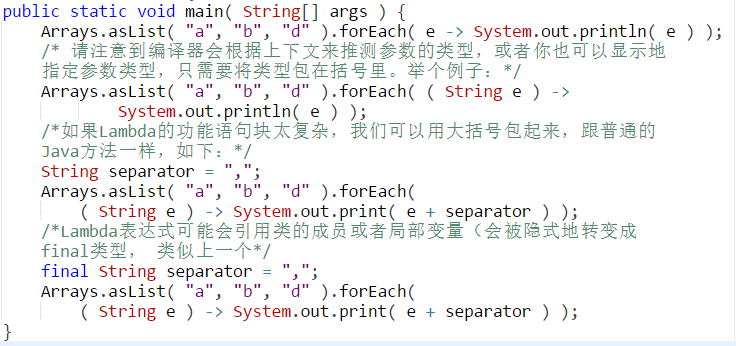 public static void main( String[] args ) {
Arrays.asList( "a", "b", "d" ).forEach( e -> System.out.println( e ) );
/* 请注意到编译器会根据上下文来推测参数的类型，或者你也可以显示地
指定参数类型，只需要将类型包在括号里。举个例子：*/
Arrays.asList( "a", "b", "d" ).forEach( ( String e ) ->
System.out.println( e ) );
/*如果Lambda的功能语句块太复杂，我们可以用大括号包起来，跟普通的
Java方法一样，如下：*/
String separator = ",";
Arrays.asList( "a", "b", "d" ).forEach(
( String e ) -> System.out.print( e + separator ) );
/*Lambda表达式可能会引用类的成员或者局部变量（会被隐式地转变成
final类型， 类似上一个*/
final String separator = ",";
Arrays.asList( "a", "b", "d" ).forEach(
( String e ) -> System.out.print( e + separator ) );
}